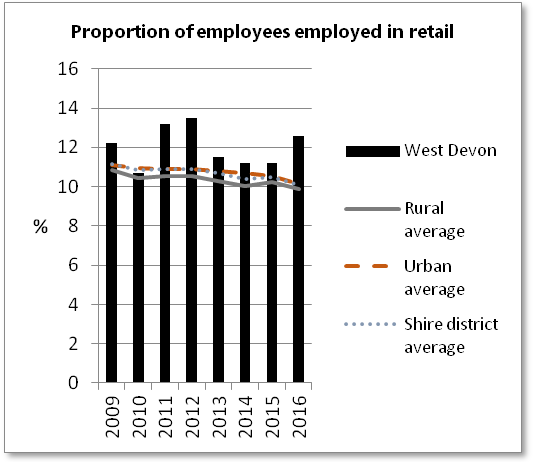 Proportion of employees employed in retail
16
14
12
10
8
6
4
2
0
%
2009
2010
2011
2012
2013
2014
2015
2016
West Devon
Rural
average
Urban
average
Shire district
average